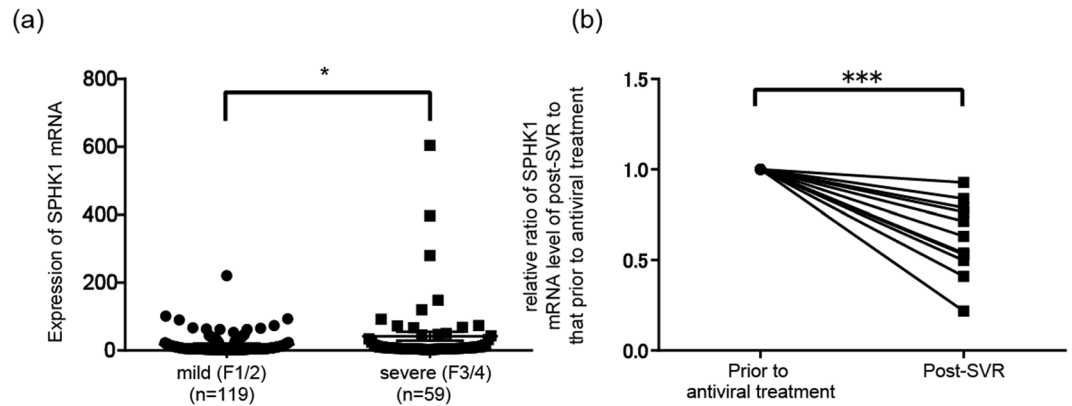 (a)
Expression of SPHK1 mRNA
800
600
400
200
0
*
mild (F1/2)
(n=119)
severe (F3/4)
(n=59)
(b)
relative ratio of SPHK1
mRNA level of post-SVR to
that prior to antiviral treatment
1.5
1.0
0.5
0.0
***
Prior to
antiviral treatment
Post-SVR